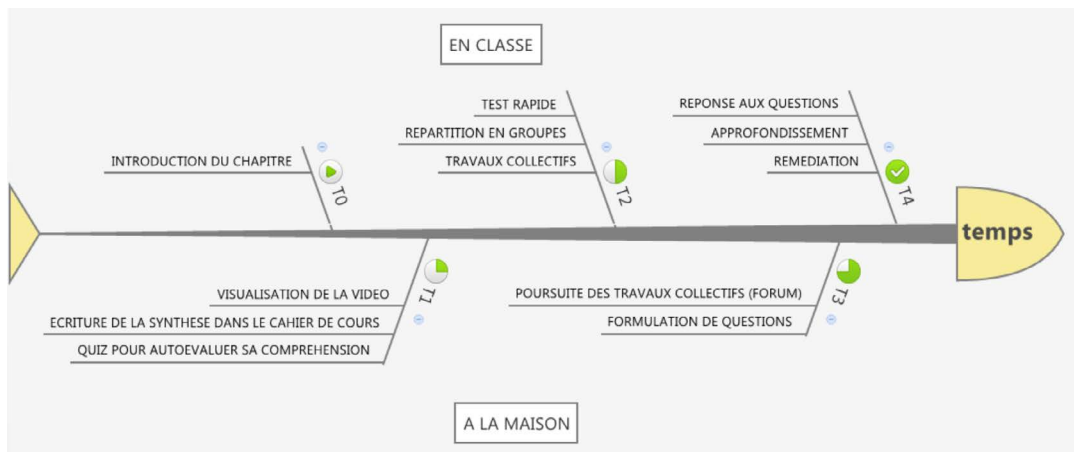 EN CLASSE
TEST RAPIDE
REPARTITION EN GROUPES
TRAVAUX COLLECTIFS
REPONSE AUX QUESTIONS
APPROFONDISSEMENT
REMEDIATION
INTRODUCTION DU CHAPITRE
T0
T2
T4
temps
VISUALISATION DE LA VIDEO
ECRITURE DE LA SYNTHESE DANS LE CAHIER DE COURS
QUIZ POUR AUTOEVALUER SA COMPREHENSION
T1
POURSUITE DES TRAVAUX COLLECTIFS (FORUM)
FORMULATION DE QUESTIONS
T3
A LA MAISON